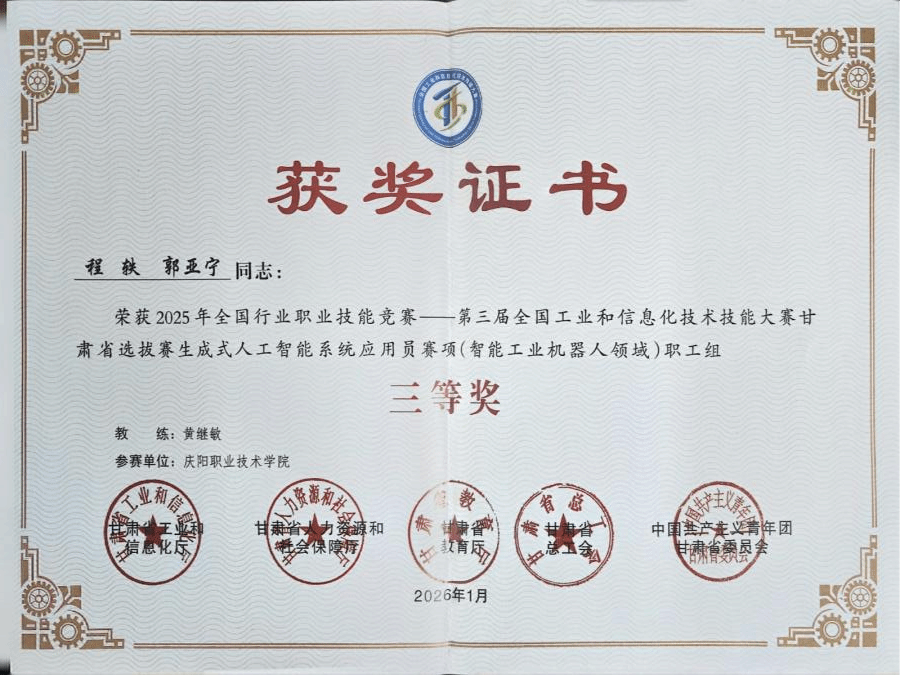 获奖证书
程轶 郭亚宁 同志：
荣获2025年全国行业职业技能竞赛——第三届全国工业和信息化技术技能大赛甘
肃省选拔赛生成式人工智能系统应用员赛项(智能工业机器人领域)职工组
三等奖
教 练：黄继敏
参赛单位：庆阳职业技术学院
甘肃省工业和
信息化厅
甘肃省人力资源和
社会保障厅
甘肃省
教育厅
甘肃省
总工会
中国共产主义青年团
甘肃省委员会
2026年1月